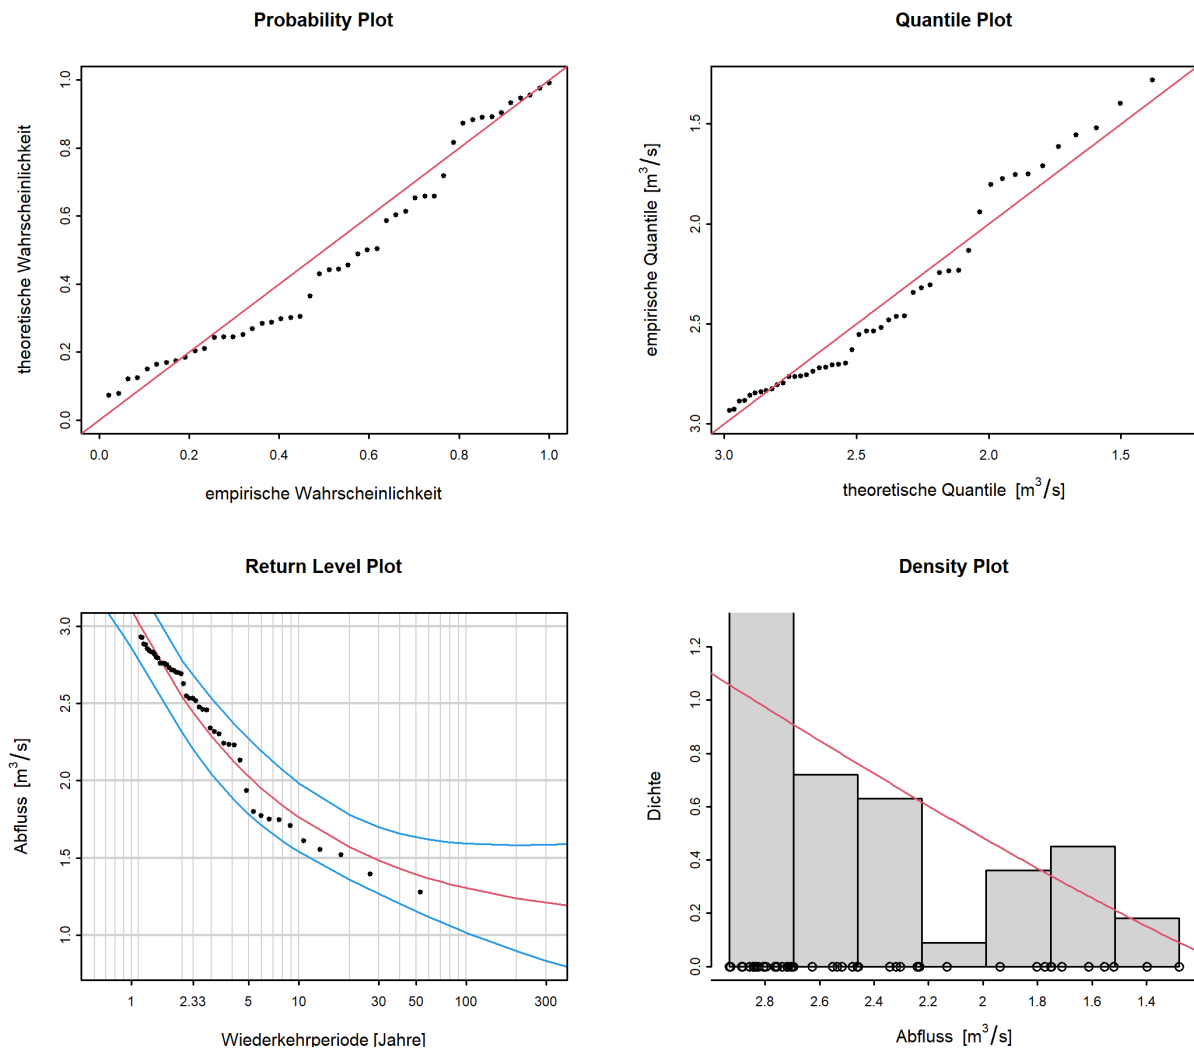 Probability Plot
theoretische Wahrscheinlichkeit
0.0 0.2 0.4 0.6 0.8 1.0
0.0 0.2 0.4 0.6 0.8 1.0
empirische Wahrscheinlichkeit
Quantile Plot
empirische Quantile [m³/s]
1.5 2.0 2.5 3.0
3.0 2.5 2.0 1.5
theoretische Quantile [m³/s]
Return Level Plot
Abfluss [m³/s]
3.0 2.5 2.0 1.5 1.0
1 2.33 5 10 30 50 100 300
Wiederkehrperiode [Jahre]
Density Plot
Dichte
0.0 0.2 0.4 0.6 0.8 1.0 1.2
2.8 2.6 2.4 2.2 2 1.8 1.6 1.4
Abfluss [m³/s]